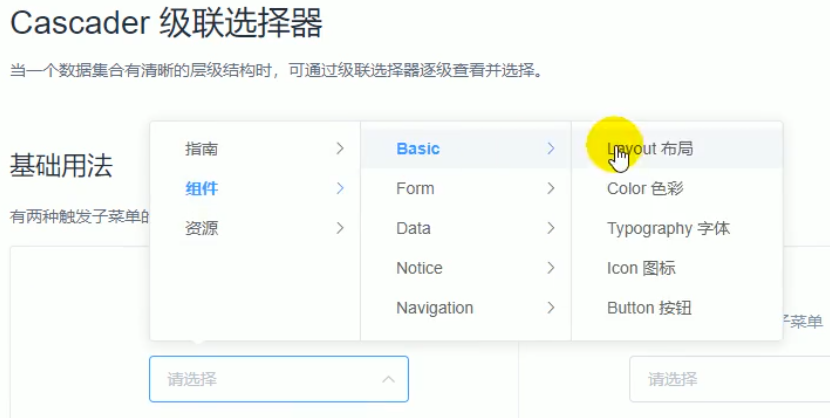 Cascader 级联选择器
当一个数据集合有清晰的层级结构时，可通过级联选择器逐级查看并选择。
基础用法
有两种触发子菜单的
指南
组件
资源
Basic
Form
Data
Notice
Navigation
Layout 布局
Color 色彩
Typography 字体
Icon 图标
Button 按钮
子菜单
请选择
请选择